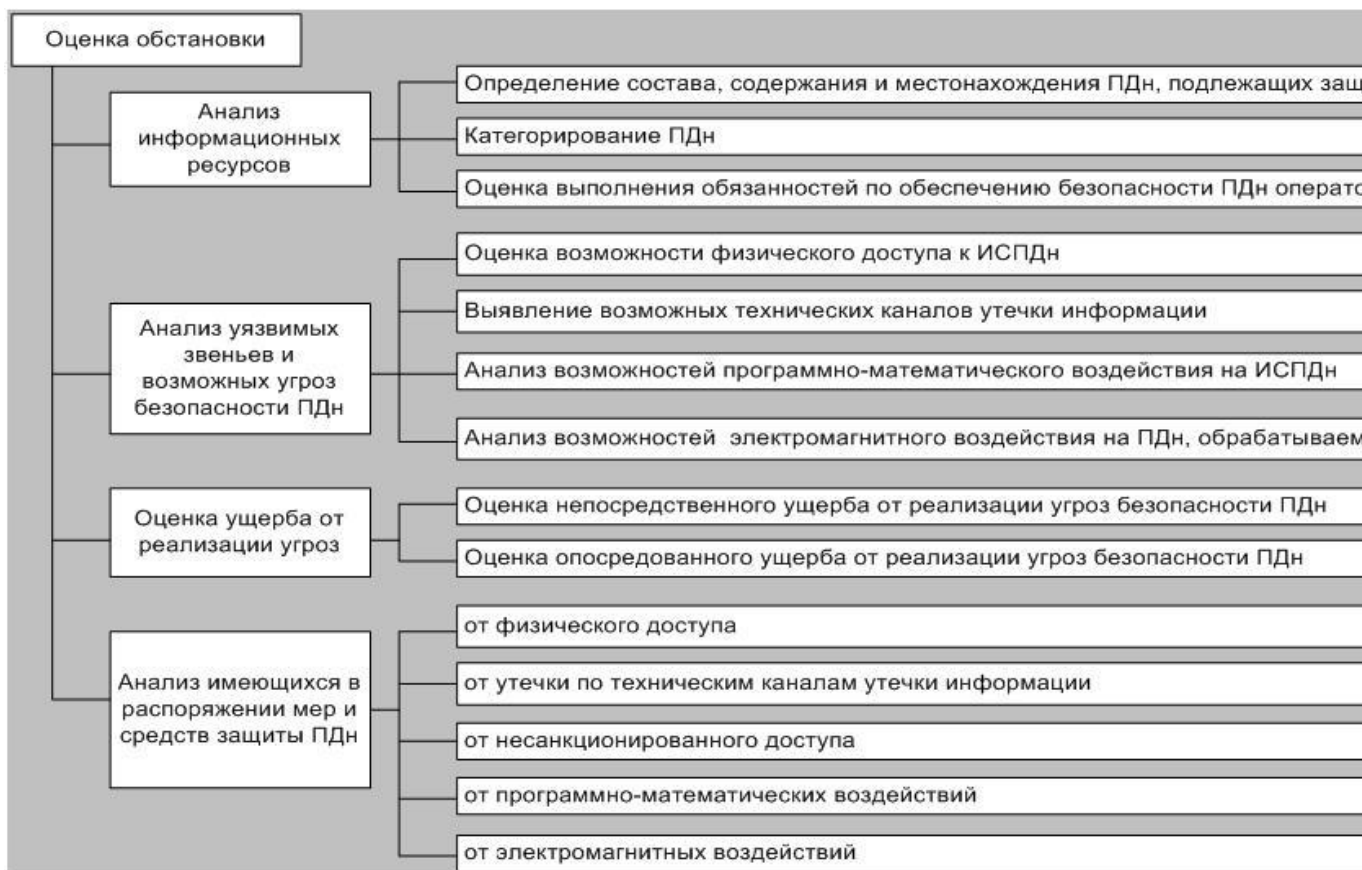 Оценка обстановки
Анализ
информационных
ресурсов
Определение состава, содержания и местонахождения ПДн, подлежащих
Категорирование ПДн
Оценка выполнения обязанностей по обеспечению безопасности ПДн
Анализ уязвимых
звеньев и
возможных угроз
безопасности ПДн
Оценка возможности физического доступа к ИСПДн
Выявление возможных технических каналов утечки информации
Анализ возможностей программно-математического воздействия на ИСПДн
Анализ возможностей электромагнитного воздействия на ПДн,
Оценка ущерба от
реализации угроз
Оценка непосредственного ущерба от реализации угроз безопасности ПДн
Оценка опосредованного ущерба от реализации угроз безопасности ПДн
Анализ имеющихся в
распоряжении мер и
средств защиты ПДн
от физического доступа
от утечки по техническим каналам утечки информации
от несанкционированного доступа
от программно-математических воздействий
от электромагнитных воздействий